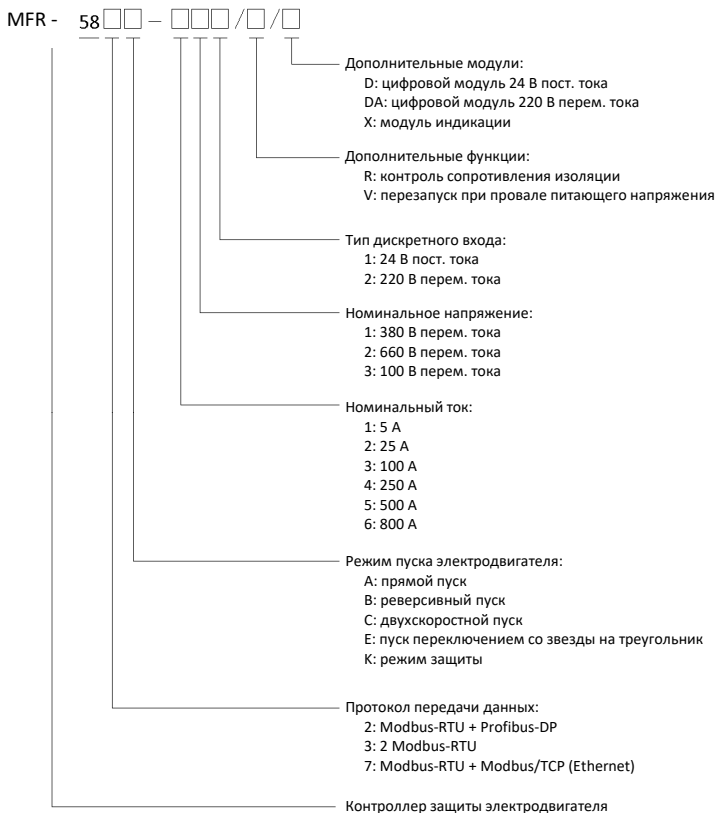 MFR - 58□□ – □□□/□/□
Дополнительные модули:
D: цифровой модуль 24 В пост. тока
DA: цифровой модуль 220 В перем. тока
X: модуль индикации
Дополнительные функции:
R: контроль сопротивления изоляции
V: перезапуск при провале питающего напряжения
Тип дискретного входа:
1: 24 В пост. тока
2: 220 В перем. тока
Номинальное напряжение:
1: 380 В перем. тока
2: 660 В перем. тока
3: 100 В перем. тока
Номинальный ток:
1: 5 А
2: 25 А
3: 100 А
4: 250 А
5: 500 А
6: 800 А
Режим пуска электродвигателя:
A: прямой пуск
B: реверсивный пуск
C: двухскоростной пуск
E: пуск переключением со звезды на треугольник
K: режим защиты
Протокол передачи данных:
2: Modbus-RTU + Profibus-DP
3: 2 Modbus-RTU
7: Modbus-RTU + Modbus/TCP (Ethernet)
Контроллер защиты электродвигателя